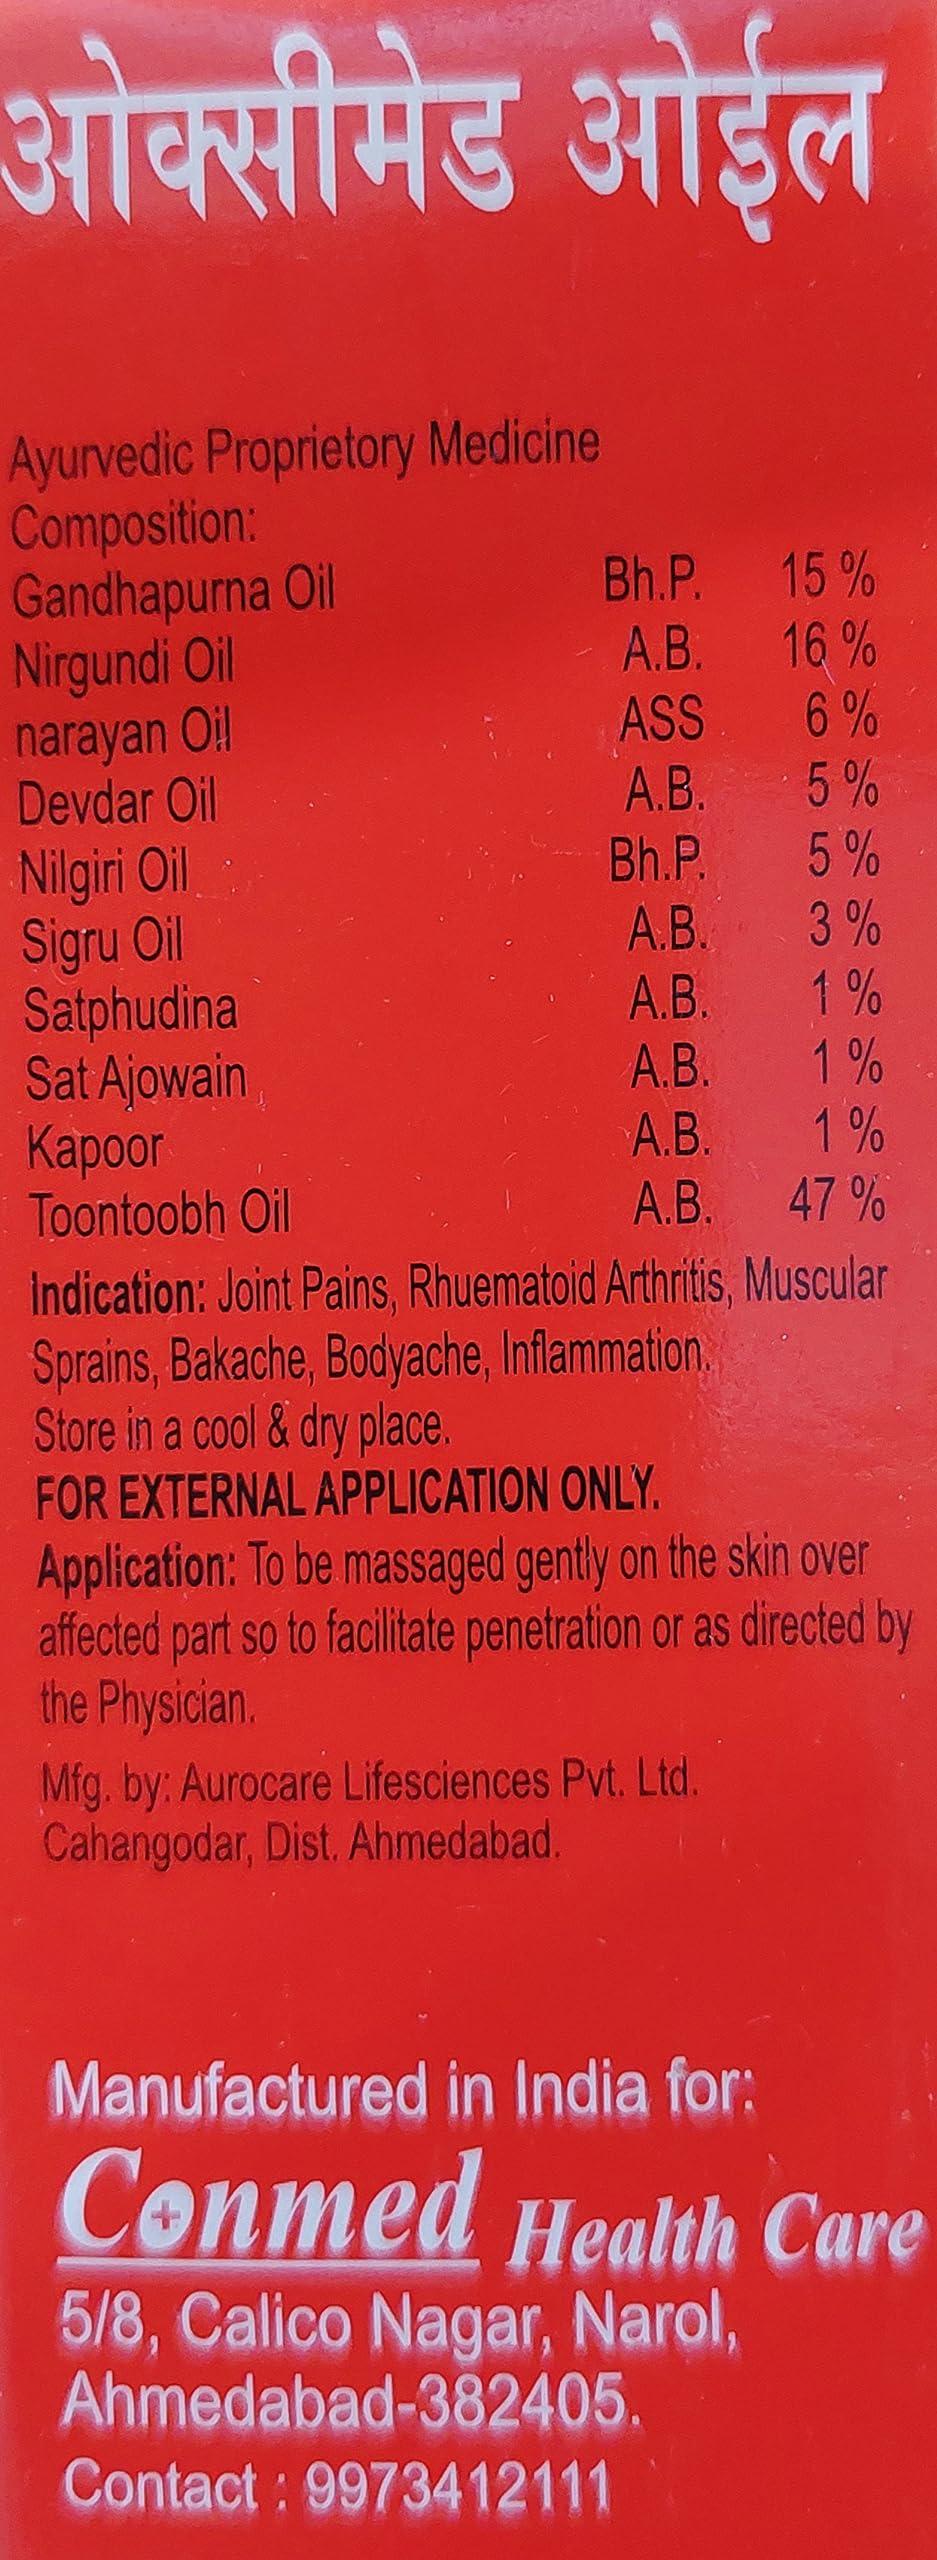 ओक्सीमेड ओईल
Ayurvedic Proprietory Medicine
Composition:
Gandhapurna Oil Bh.P. 15 %
Nirgundi Oil A.B. 16 %
narayan Oil ASS 6 %
Devdar Oil A.B. 5 %
Nilgiri Oil Bh.P. 5 %
Sigru Oil A.B. 3 %
Satphudina A.B. 1 %
Sat Ajowain A.B. 1 %
Kapoor A.B. 1 %
Toontoobh Oil A.B. 47 %
Indication: Joint Pains, Rhuematoid Arthritis, Muscular
Sprains, Bakache, Bodyache, Inflammation.
Store in a cool & dry place.
FOR EXTERNAL APPLICATION ONLY.
Application: To be massaged gently on the skin over
affected part so to facilitate penetration or as directed by
the Physician.
Mfg. by: Aurocare Lifesciences Pvt. Ltd.
Cahangodar, Dist. Ahmedabad.
Manufactured in India for:
Conmed Health Care
5/8, Calico Nagar, Narol,
Ahmedabad-382405.
Contact : 9973412111